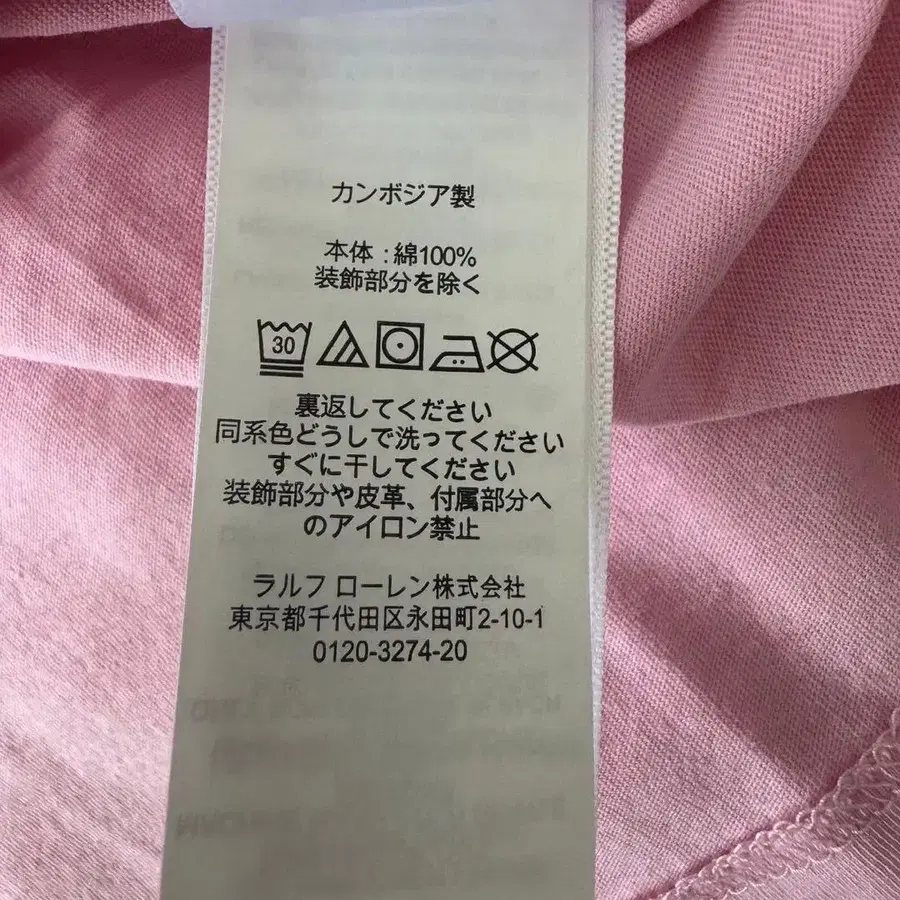 カンボジア製
本体 : 綿100%
装飾部分を除く
30
裏返してください
同系色どうしで洗ってください
すぐに干してください
装飾部分や皮革、付属部分へ
のアイロン禁止
ラルフ ローレン株式会社
東京都千代田区永田町2-10-1
0120-3274-20